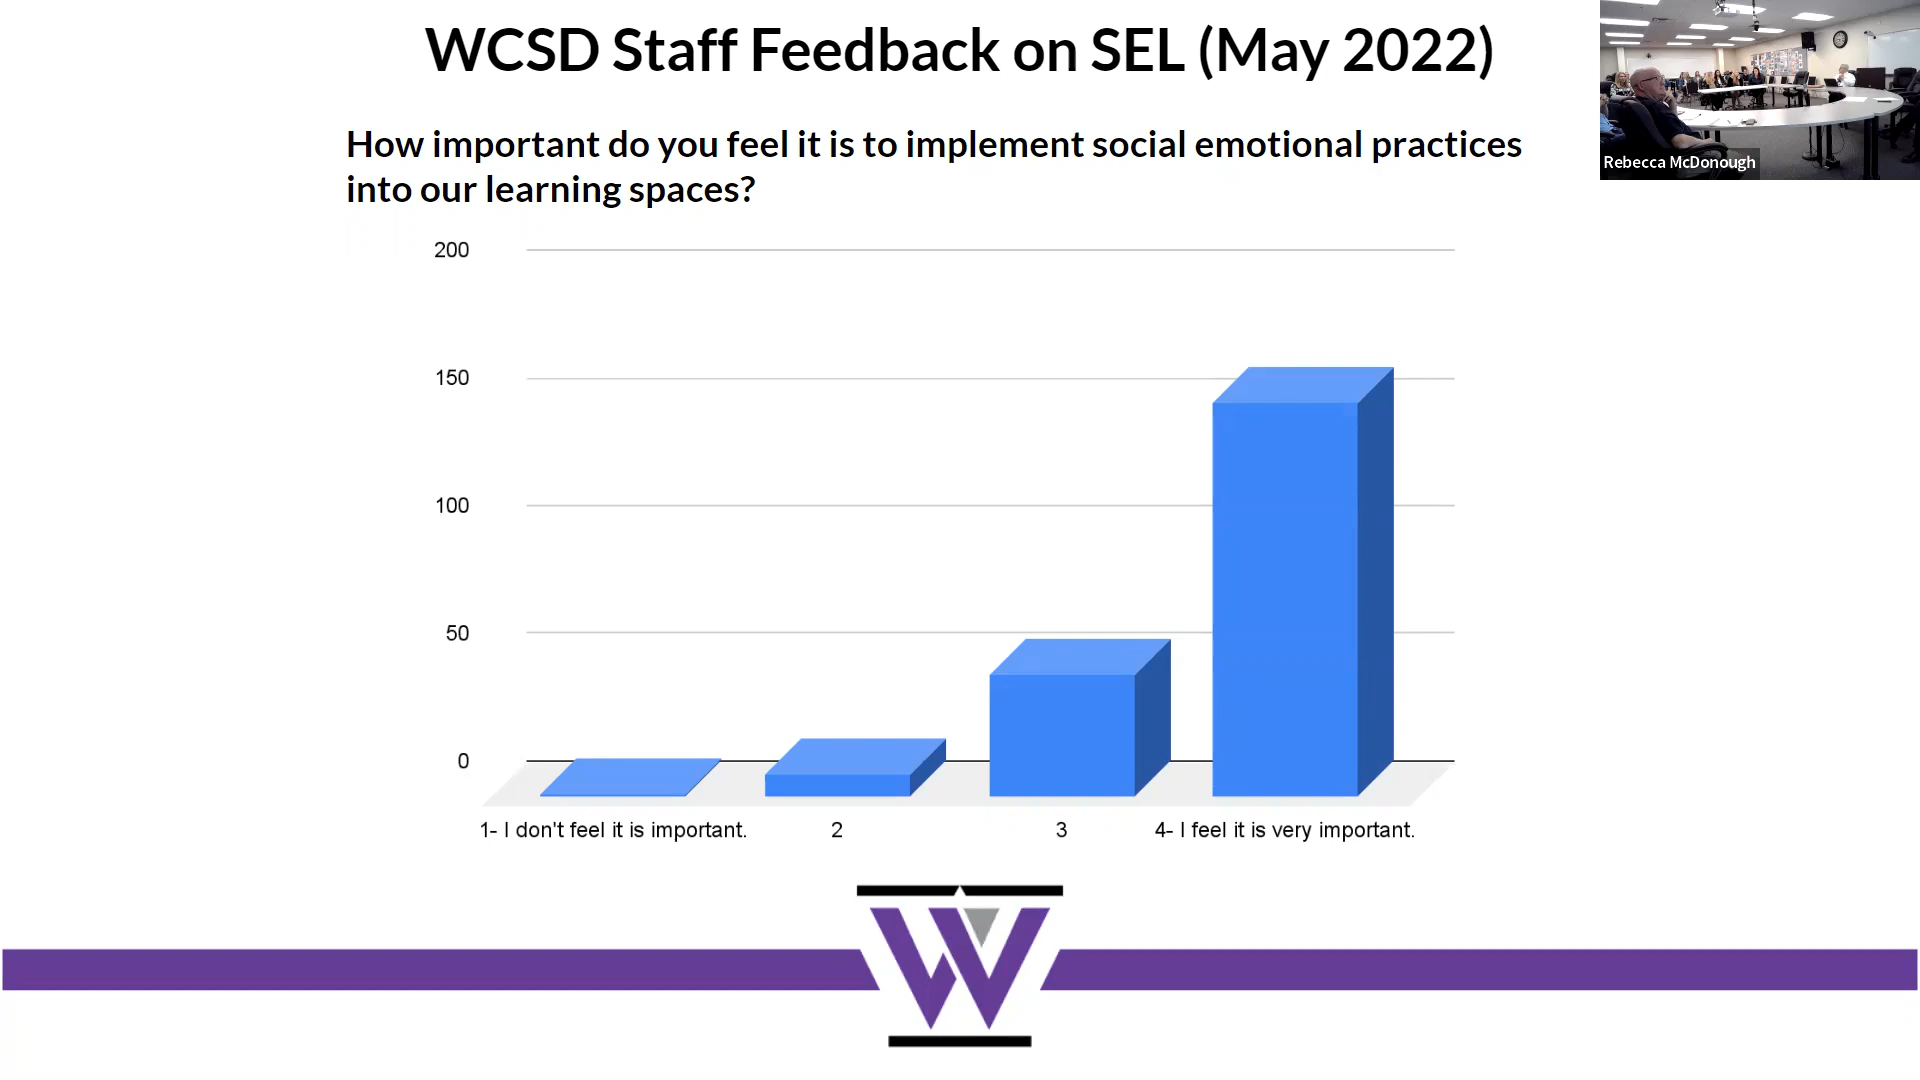 WCSD Staff Feedback on SEL (May 2022)
Rebecca McDonough
How important do you feel it is to implement social emotional practices
into our learning spaces?
200
150
100
50
0
1- I don't feel it is important.
2
3
4- I feel it is very important.
W